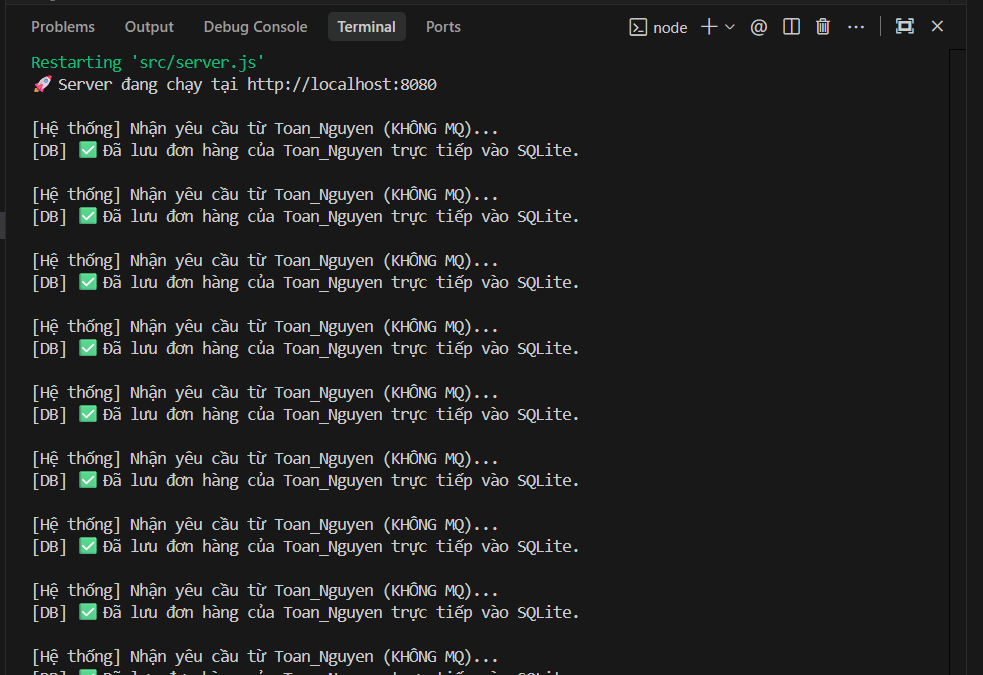 Problems Output Debug Console Terminal Ports node
Restarting 'src/server.js'
🚀 Server đang chạy tại http://localhost:8080
[Hệ thống] Nhận yêu cầu từ Toan_Nguyen (KHÔNG MQ)...
[DB] ✅ Đã lưu đơn hàng của Toan_Nguyen trực tiếp vào SQLite.
[Hệ thống] Nhận yêu cầu từ Toan_Nguyen (KHÔNG MQ)...
[DB] ✅ Đã lưu đơn hàng của Toan_Nguyen trực tiếp vào SQLite.
[Hệ thống] Nhận yêu cầu từ Toan_Nguyen (KHÔNG MQ)...
[DB] ✅ Đã lưu đơn hàng của Toan_Nguyen trực tiếp vào SQLite.
[Hệ thống] Nhận yêu cầu từ Toan_Nguyen (KHÔNG MQ)...
[DB] ✅ Đã lưu đơn hàng của Toan_Nguyen trực tiếp vào SQLite.
[Hệ thống] Nhận yêu cầu từ Toan_Nguyen (KHÔNG MQ)...
[DB] ✅ Đã lưu đơn hàng của Toan_Nguyen trực tiếp vào SQLite.
[Hệ thống] Nhận yêu cầu từ Toan_Nguyen (KHÔNG MQ)...
[DB] ✅ Đã lưu đơn hàng của Toan_Nguyen trực tiếp vào SQLite.
[Hệ thống] Nhận yêu cầu từ Toan_Nguyen (KHÔNG MQ)...
[DB] ✅ Đã lưu đơn hàng của Toan_Nguyen trực tiếp vào SQLite.
[Hệ thống] Nhận yêu cầu từ Toan_Nguyen (KHÔNG MQ)...
[DB] ✅ Đã lưu đơn hàng của Toan_Nguyen trực tiếp vào SQLite.
[Hệ thống] Nhận yêu cầu từ Toan_Nguyen (KHÔNG MQ)...